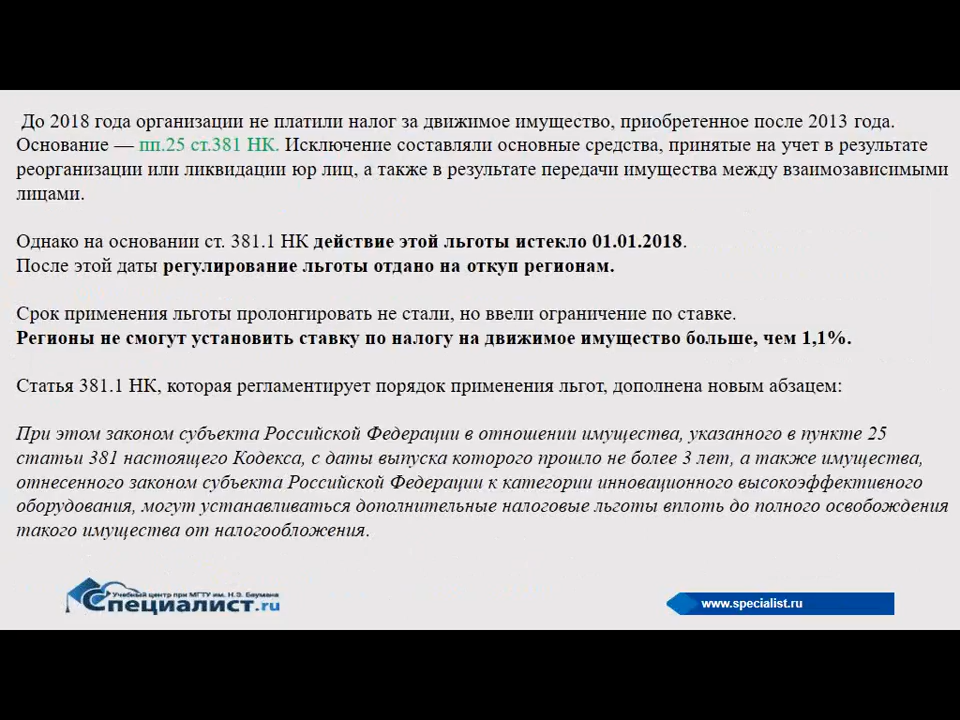 До 2018 года организации не платили налог за движимое имущество, приобретенное после 2013 года.
Основание — пп.25 ст.381 НК. Исключение составляли основные средства, принятые на учет в результате
реорганизации или ликвидации юр лиц, а также в результате передачи имущества между взаимозависимыми
лицами.
Однако на основании ст. 381.1 НК действие этой льготы истекло 01.01.2018.
После этой даты регулирование льготы отдано на откуп регионам.
Срок применения льготы пролонгировать не стали, но ввели ограничение по ставке.
Регионы не смогут установить ставку по налогу на движимое имущество больше, чем 1,1%.
Статья 381.1 НК, которая регламентирует порядок применения льгот, дополнена новым абзацем:
При этом законом субъекта Российской Федерации в отношении имущества, указанного в пункте 25
статьи 381 настоящего Кодекса, с даты выпуска которого прошло не более 3 лет, а также имущества,
отнесенного законом субъекта Российской Федерации к категории инновационного высокоэффективного
оборудования, могут устанавливаться дополнительные налоговые льготы вплоть до полного освобождения
такого имущества от налогообложения.
Учебный центр при МГТУ им. Н.Э. Баумана
Специалист.ru
www.specialist.ru